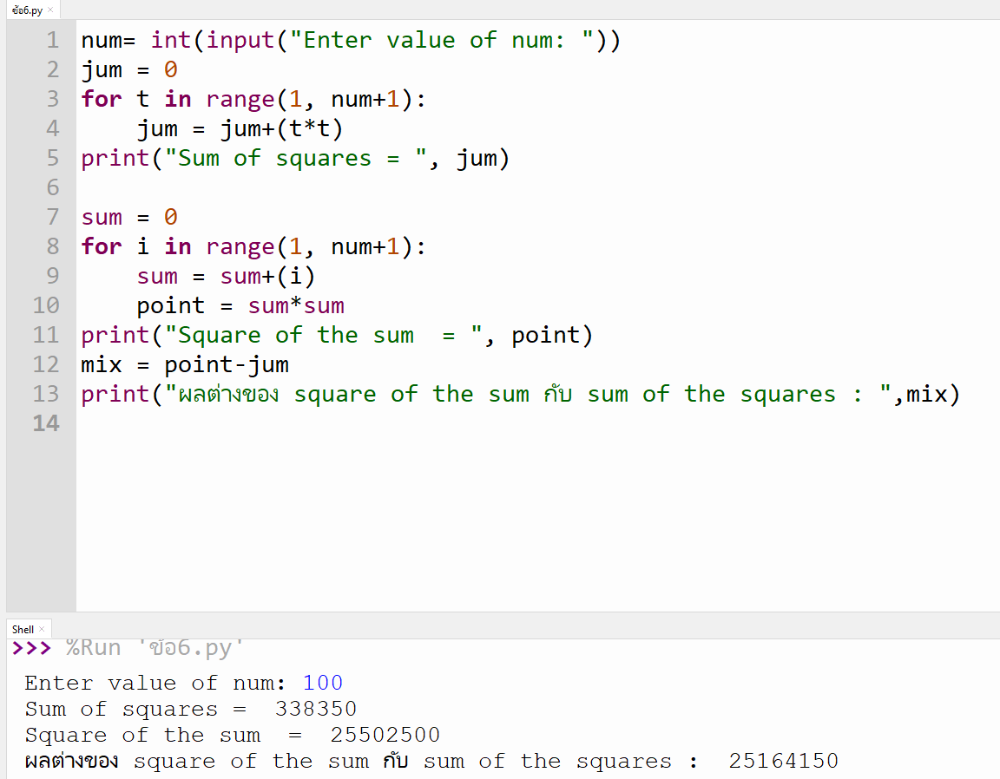 ข้อ6.py ×
1 num= int(input("Enter value of num: "))
2 jum = 0
3 for t in range(1, num+1):
4     jum = jum+(t*t)
5 print("Sum of squares = ", jum)
6
7 sum = 0
8 for i in range(1, num+1):
9     sum = sum+(i)
10     point = sum*sum
11 print("Square of the sum  = ", point)
12 mix = point-jum
13 print("ผลต่างของ square of the sum กับ sum of the squares : ",mix)
14
Shell ×
>>> %Run 'ข้อ6.py'
Enter value of num: 100
Sum of squares =  338350
Square of the sum  =  25502500
ผลต่างของ square of the sum กับ sum of the squares :  25164150